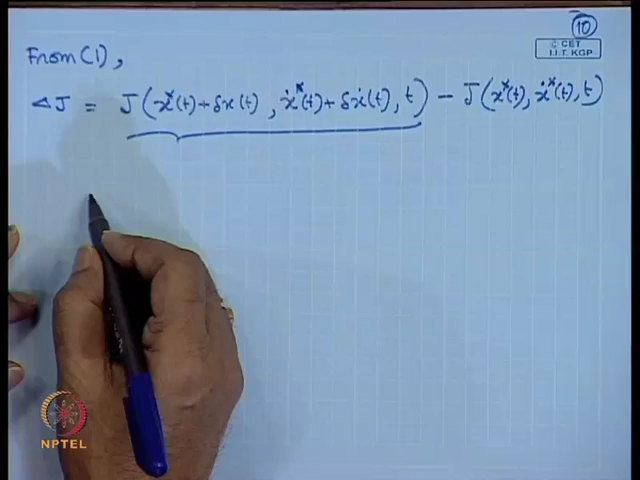 10
© CET
I.I.T. KGP
From (1),
ΔJ = J(x*(t)+δx(t), ẋ*(t)+δẋ(t), t) − J(x*(t), ẋ*(t), t)
NPTEL